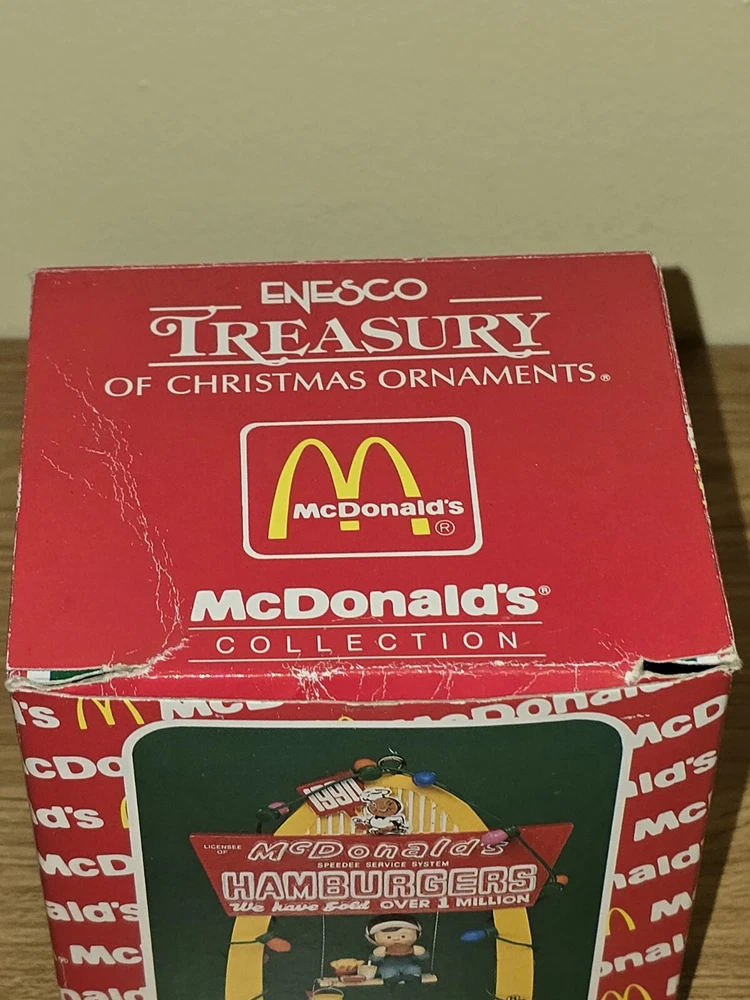 ENESCO
TREASURY
OF CHRISTMAS ORNAMENTS®
McDonald's
®
McDonald's®
COLLECTION
1990
LICENSEE
OF
McDonald's
SPEEDEE SERVICE SYSTEM
HAMBURGERS
We have Sold OVER 1 MILLION